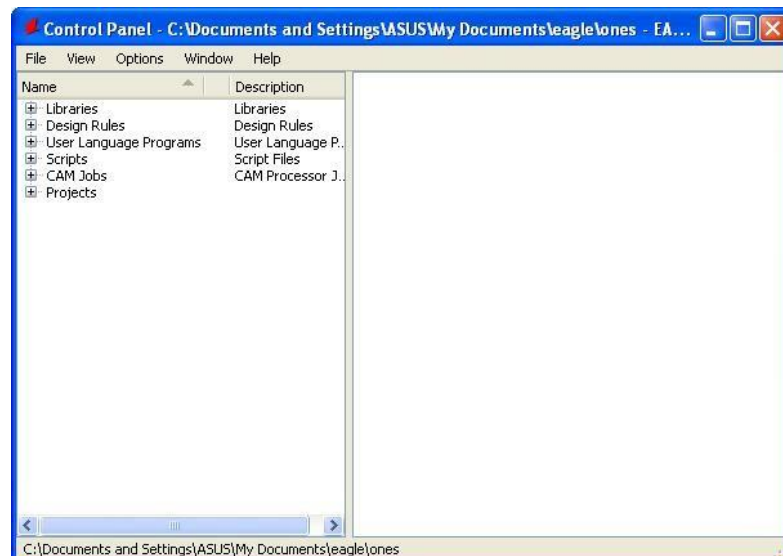 Control Panel - C:\Documents and Settings\ASUS\My Documents\eagle\ones - EA...
File View Options Window Help
Name Description
Libraries Libraries
Design Rules Design Rules
User Language Programs User Language P...
Scripts Script Files
CAM Jobs CAM Processor J...
Projects
C:\Documents and Settings\ASUS\My Documents\eagle\ones